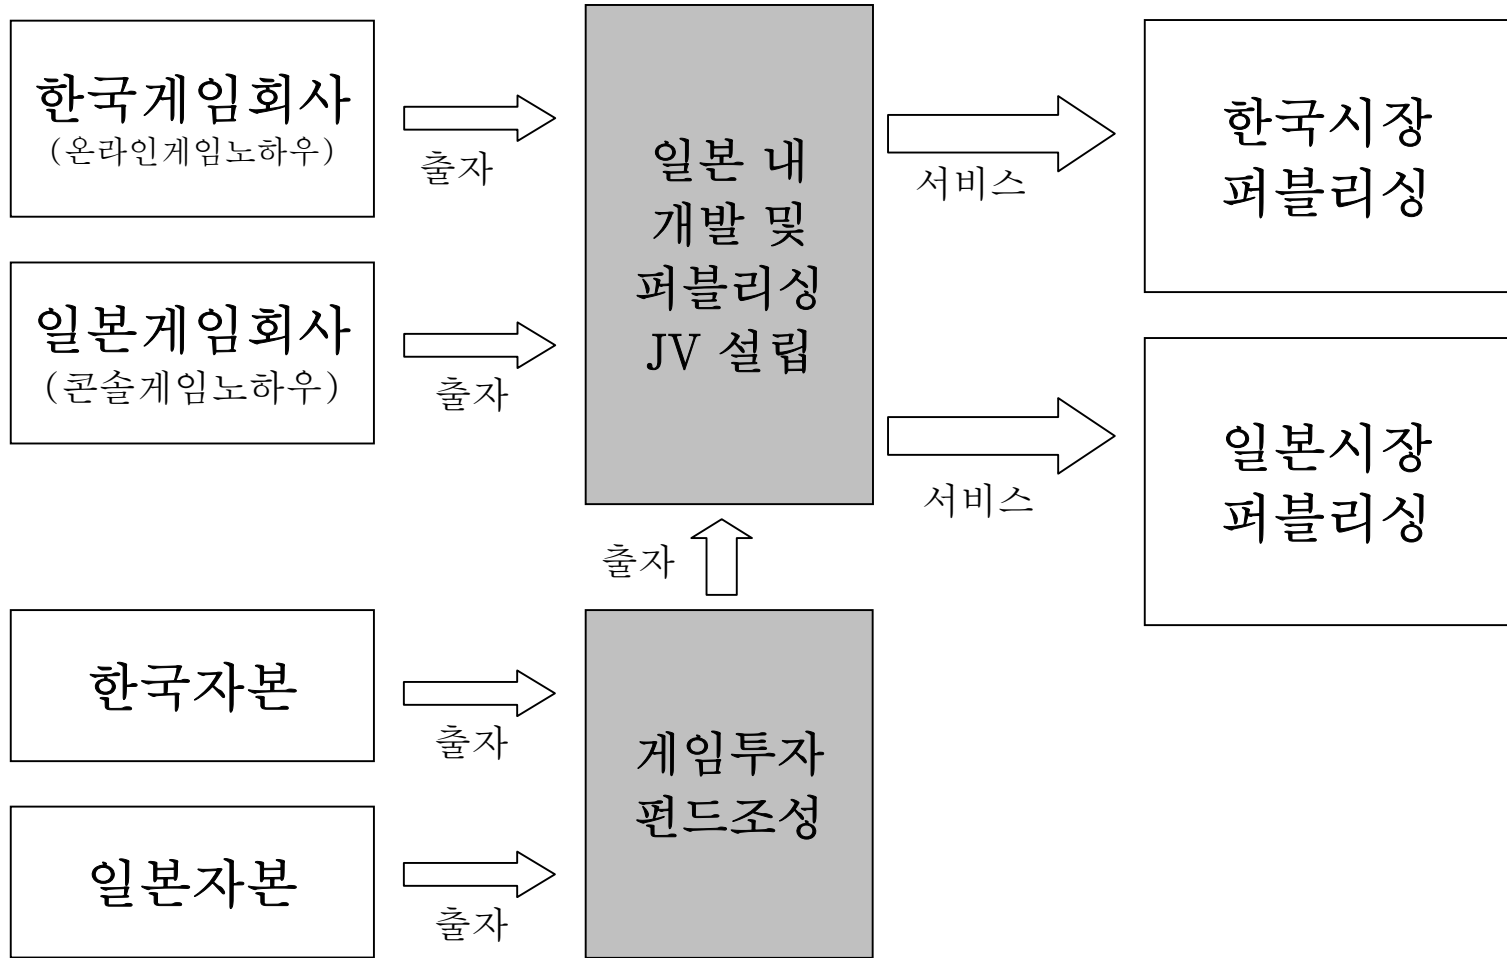 한국게임회사
(온라인게임노하우)
출자
일본게임회사
(콘솔게임노하우)
출자
일본 내
개발 및
퍼블리싱
JV 설립
서비스
한국시장
퍼블리싱
서비스
일본시장
퍼블리싱
출자
한국자본
출자
일본자본
출자
게임투자
펀드조성